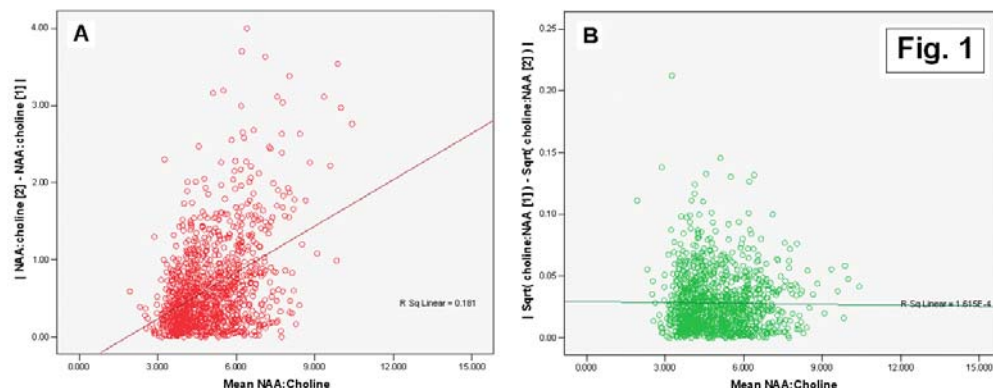 A
| NAA:choline [2] - NAA:choline [1] |
4.00
3.00
2.00
1.00
0.00
R Sq Linear = 0.181
0.000
3.000
6.000
9.000
12.000
15.000
Mean NAA:Choline
B
Fig. 1
| Sqrt( choline:NAA [1]) - Sqrt( choline:NAA [2] ) |
0.25
0.20
0.15
0.10
0.05
0.00
R Sq Linear = 1.615E-4
0.000
3.000
6.000
9.000
12.000
15.000
Mean NAA:Choline